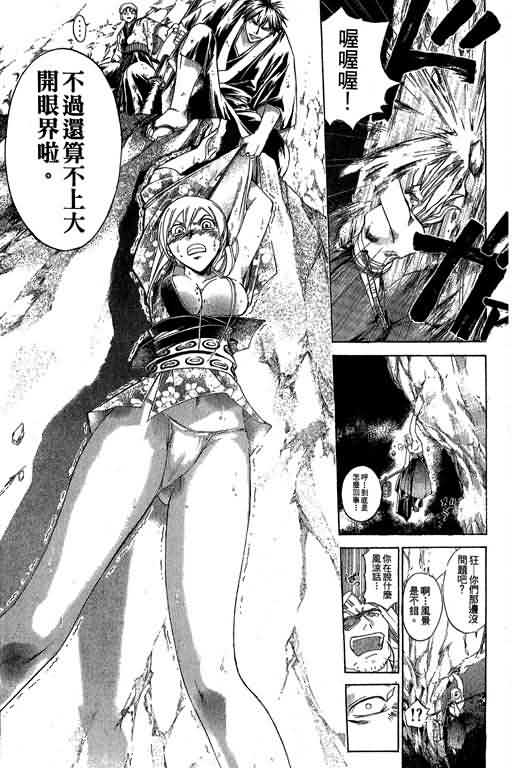 喔喔喔！
哼！到底是
怎麼回事…
狂，你們那邊沒
問題吧？
啊…風景
是不錯。
!?
你在說什麼
風涼話…
…
不過還算不上大
開眼界啦。